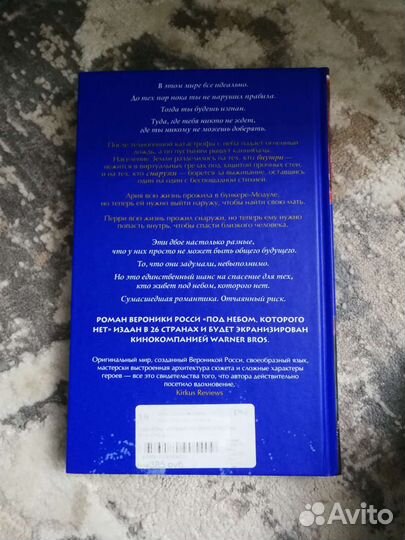 В этом мире все идеально.
До тех пор пока ты не нарушил правила.
Тогда ты будешь изгнан.
Туда, где тебя никто не ждет,
где ты никому не можешь доверять.
После техногенной катастрофы с неба падает огненный
дождь, а по пустыням рыщут каннибалы.
Население Земли разделилось на тех, кто внутри —
нежится в виртуальных грезах под защитой прочных стен,
и на тех, кто снаружи — борется за выживание, оставшись
один на один с беспощадной стихией.
Ария всю жизнь прожила в бункере-Модуле,
но теперь ей нужно выйти наружу, чтобы найти свою мать.
Перри всю жизнь прожил снаружи, но теперь ему нужно
попасть внутрь, чтобы спасти близкого человека.
Эти двое настолько разные,
что у них просто не может быть общего будущего.
То, что они задумали, невыполнимо.
Но это единственный шанс на спасение для тех,
кто живет под небом, которого нет.
Сумасшедшая романтика. Отчаянный риск.
РОМАН ВЕРОНИКИ РОССИ «ПОД НЕБОМ, КОТОРОГО
НЕТ» ИЗДАН В 26 СТРАНАХ И БУДЕТ ЭКРАНИЗИРОВАН
КИНОКОМПАНИЕЙ WARNER BROS.
Оригинальный мир, созданный Вероникой Росси, своеобразный язык,
мастерски выстроенная архитектура сюжета и сложные характеры
героев — все это свидетельства того, что автора действительно
посетило вдохновение.
Kirkus Reviews
Avito